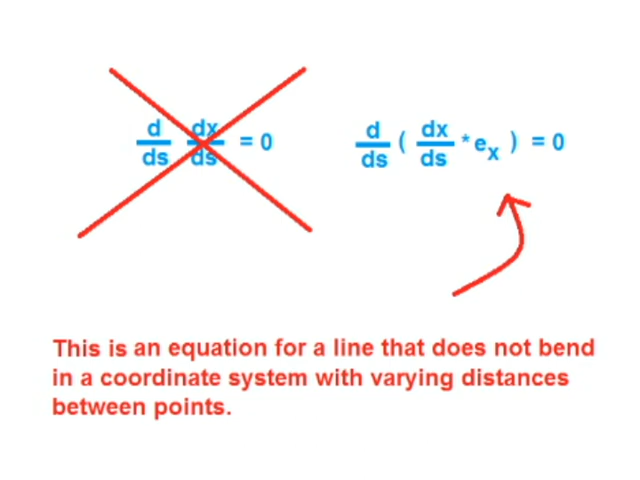 d/ds dx/ds = 0
d/ds ( dx/ds * eₓ ) = 0
This is an equation for a line that does not bend
in a coordinate system with varying distances
between points.